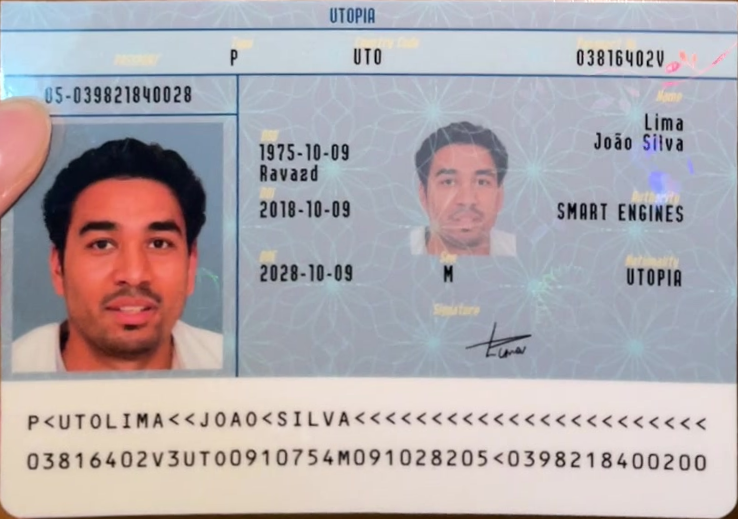 UTOPIA
Type Country Code Passport No
PASSPORT P UTO 03816402V
05-039821840028
Name
Lima
João Silva
DOB
1975-10-09
Ravazd
DOI
2018-10-09
Authority
SMART ENGINES
DOE
2028-10-09
Sex
M
Nationality
UTOPIA
Signature
P<UTOLIMA<<JOAO<SILVA<<<<<<<<<<<<<<<<<<<<<<<
03816402V3UTO0910754M091028205<0398218400200